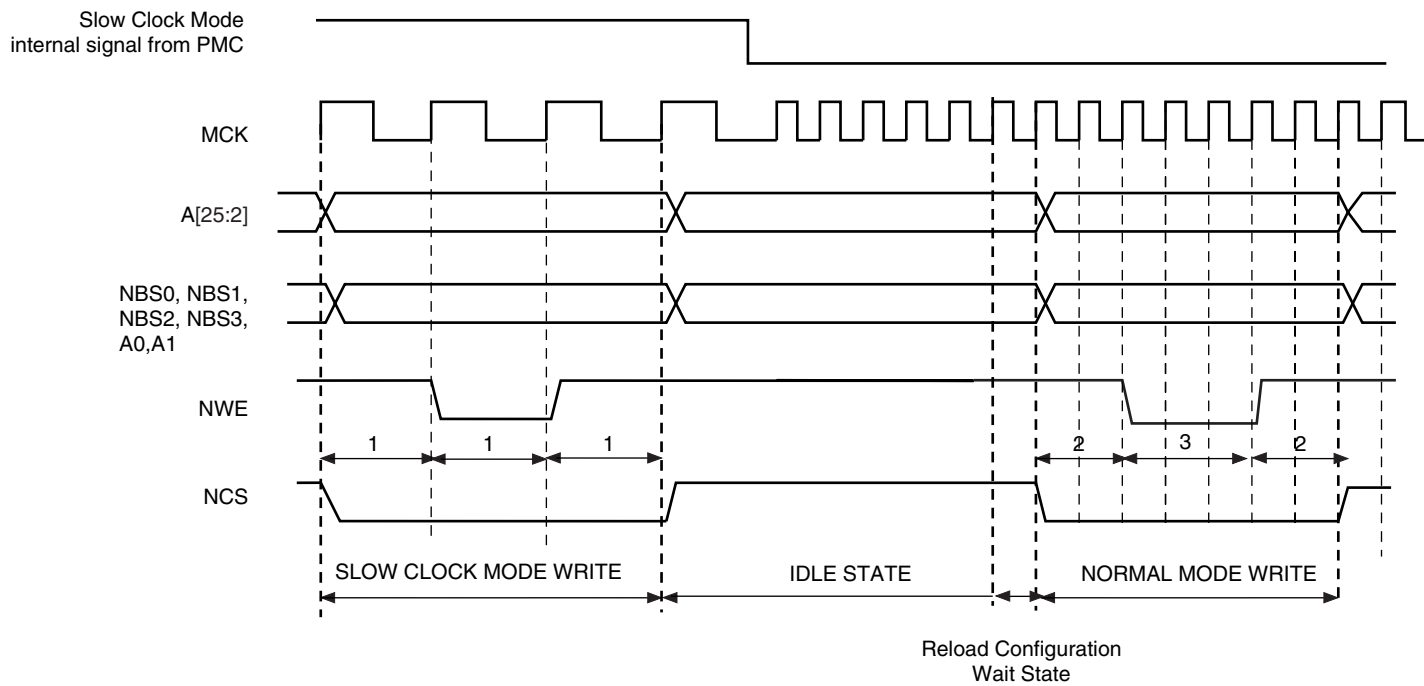 Slow Clock Mode
internal signal from PMC
MCK
A[25:2]
NBS0, NBS1,
NBS2, NBS3,
A0,A1
NWE
1 1 1 2 3 2
NCS
SLOW CLOCK MODE WRITE IDLE STATE NORMAL MODE WRITE
Reload Configuration
Wait State